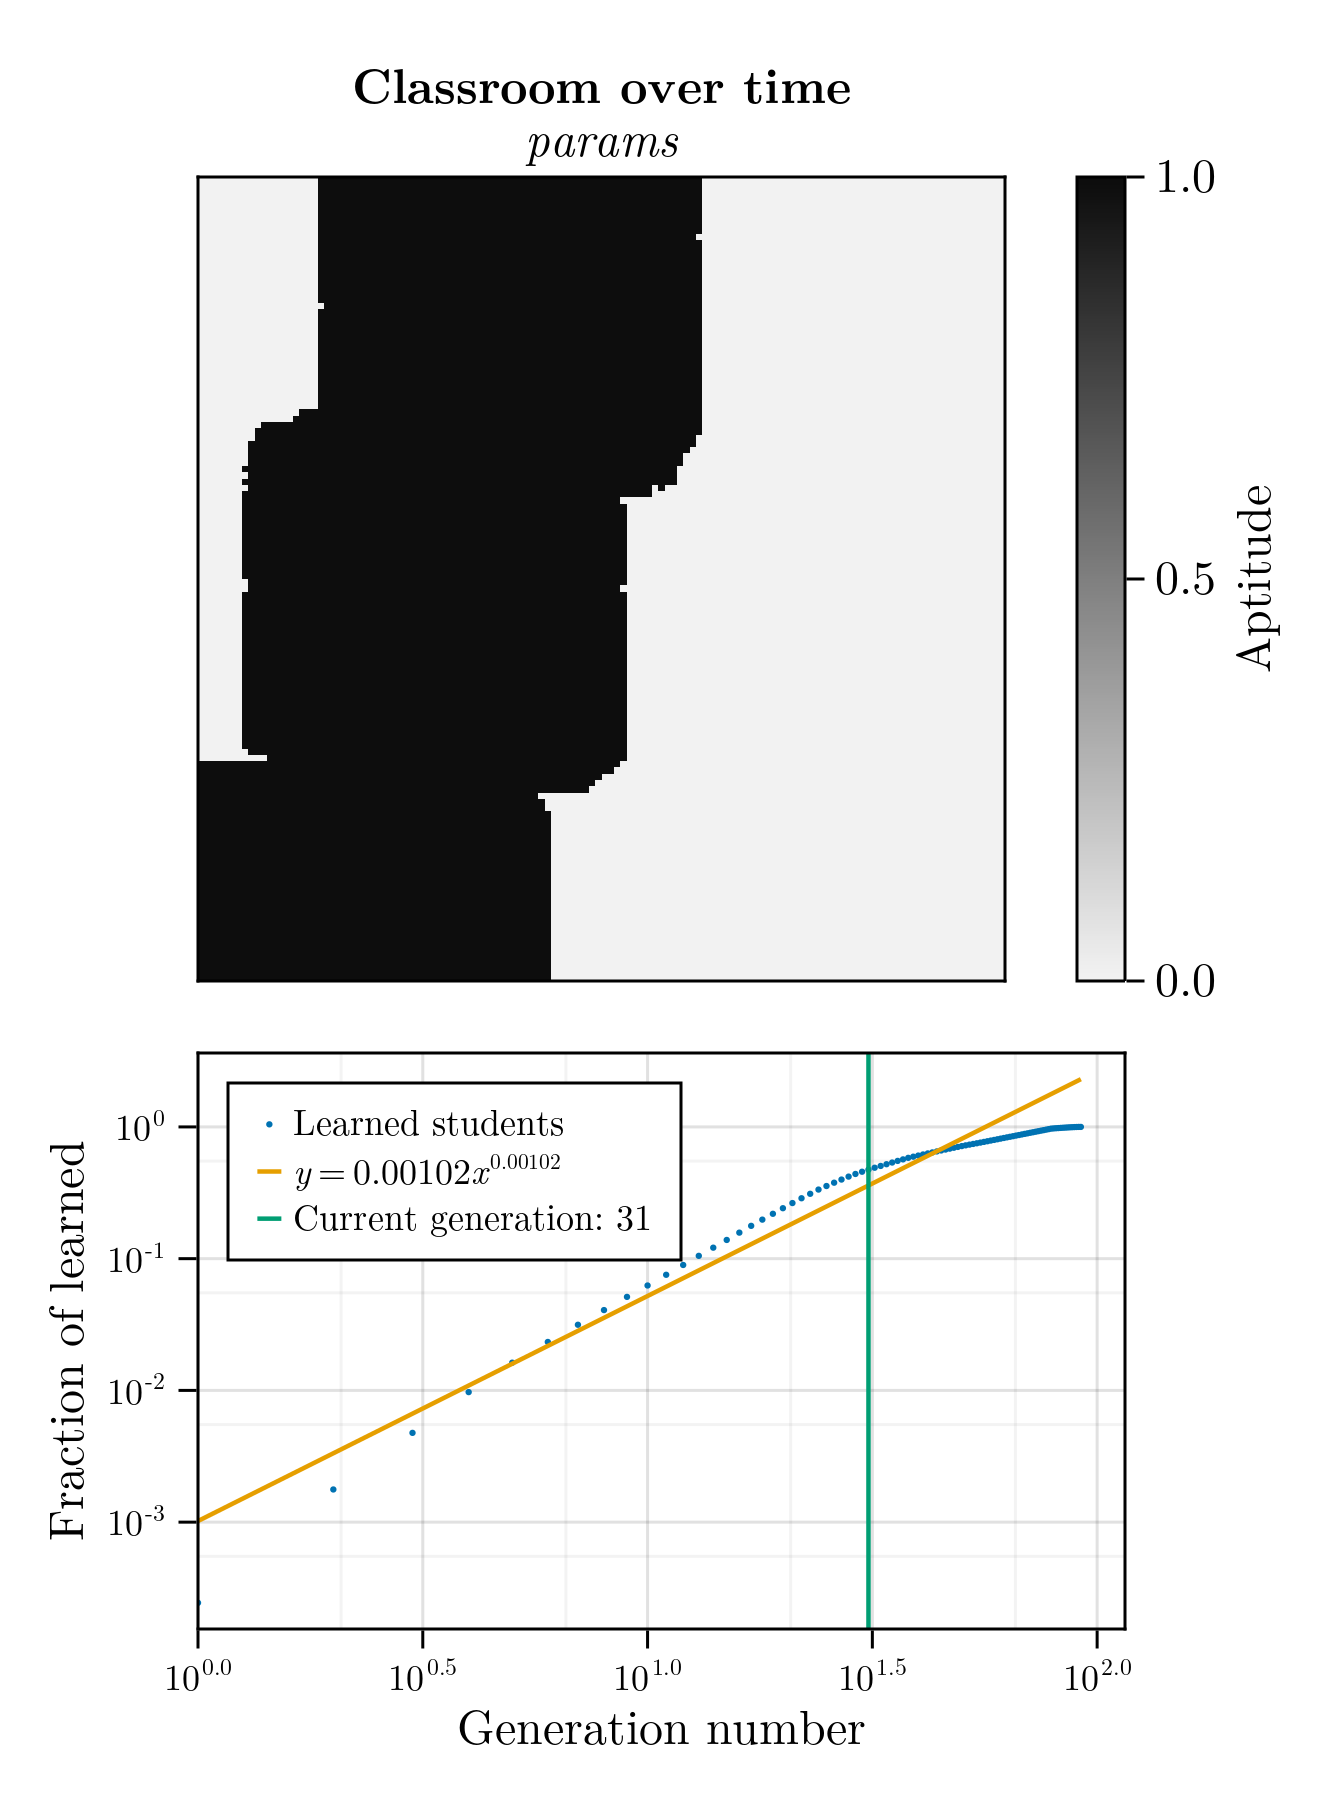 Classroom over time
params
1.0
0.5
0.0
Aptitude
Learned students
y = 0.00102x^0.00102
Current generation: 31
10^0
10^-1
10^-2
10^-3
Fraction of learned
10^0.0 10^0.5 10^1.0 10^1.5 10^2.0
Generation number